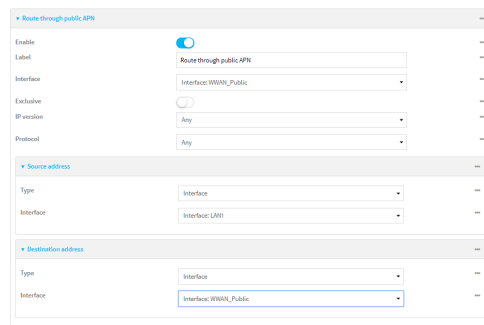 Route through public APN
Enable
Label Route through public APN
Interface Interface: WWAN_Public
Exclusive
IP version Any
Protocol Any
Source address
Type Interface
Interface Interface: LAN1
Destination address
Type Interface
Interface Interface: WWAN_Public